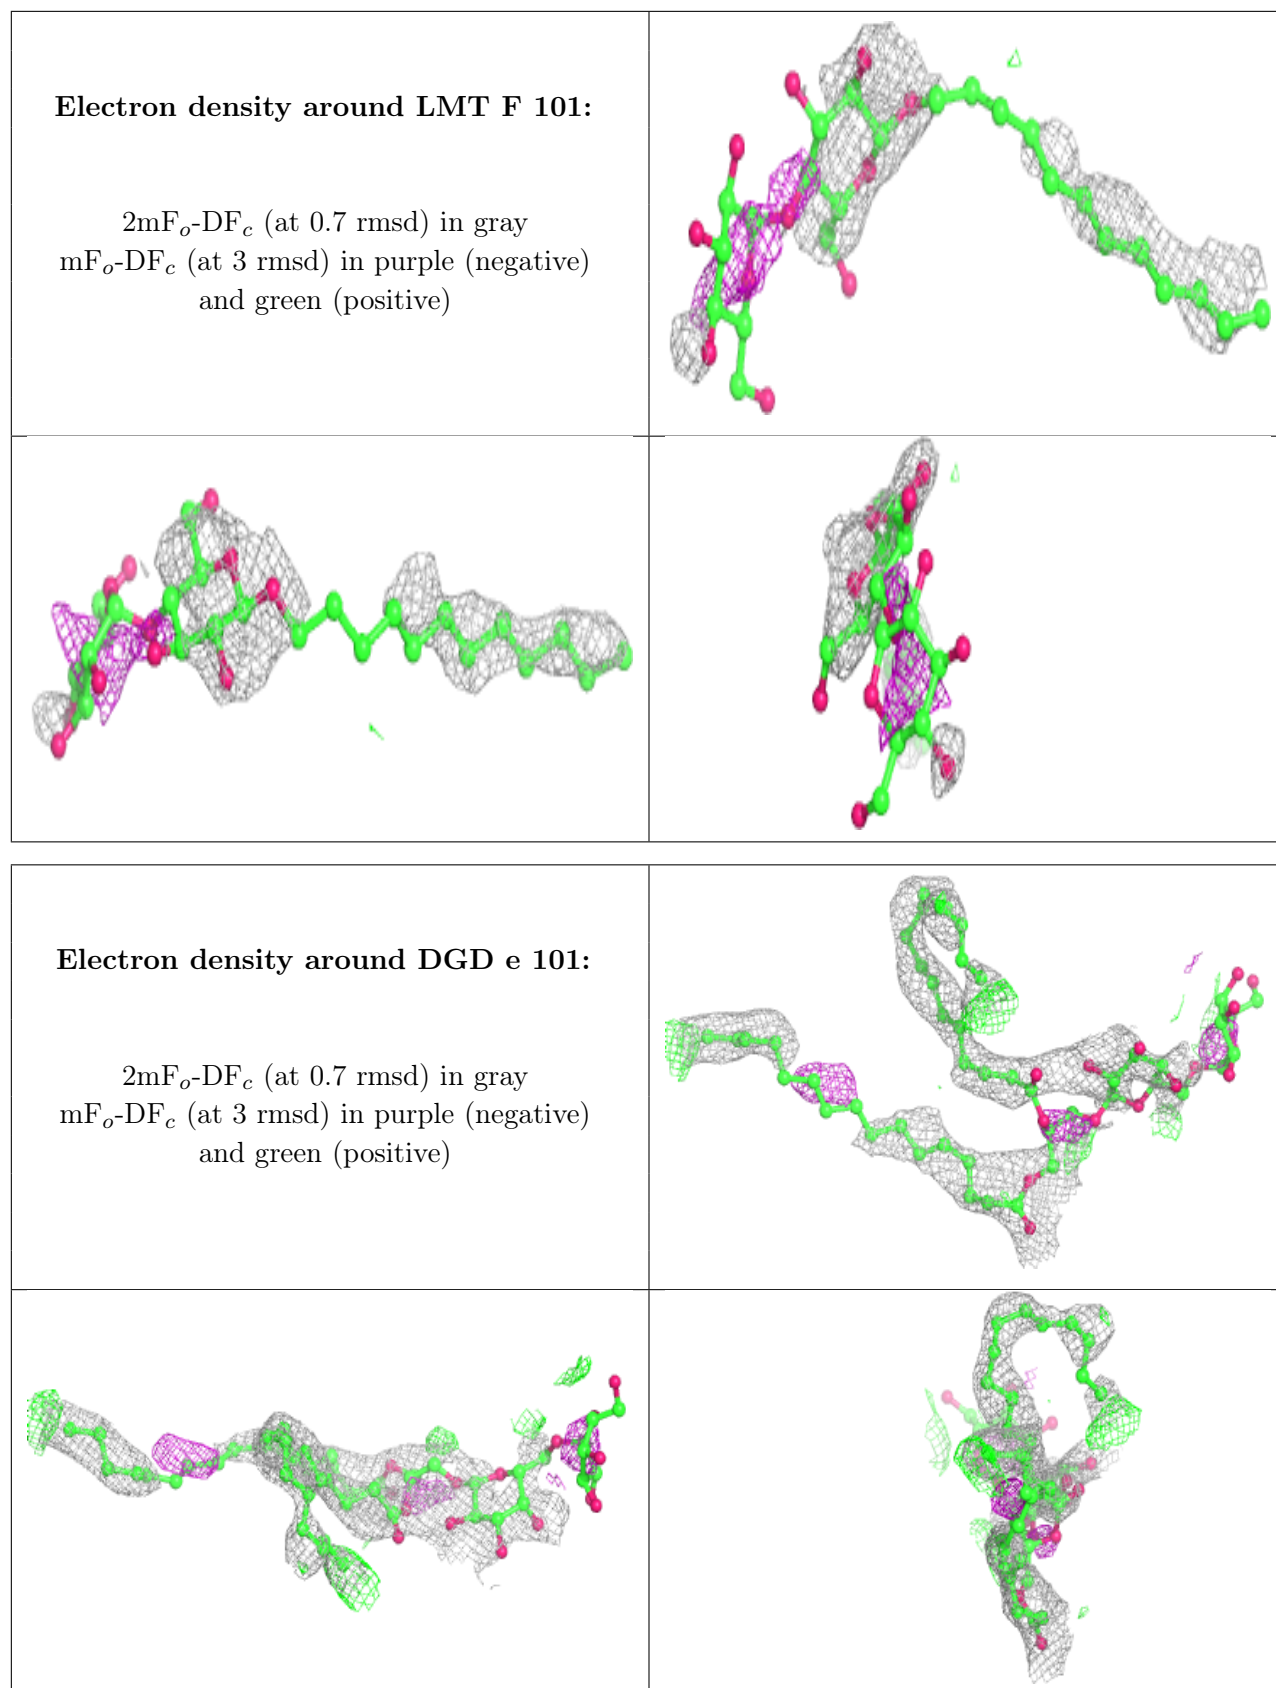 Electron density around LMT F 101:
2mFₒ-DF𝒸 (at 0.7 rmsd) in gray
mFₒ-DF𝒸 (at 3 rmsd) in purple (negative)
and green (positive)
Electron density around DGD e 101:
2mFₒ-DF𝒸 (at 0.7 rmsd) in gray
mFₒ-DF𝒸 (at 3 rmsd) in purple (negative)
and green (positive)